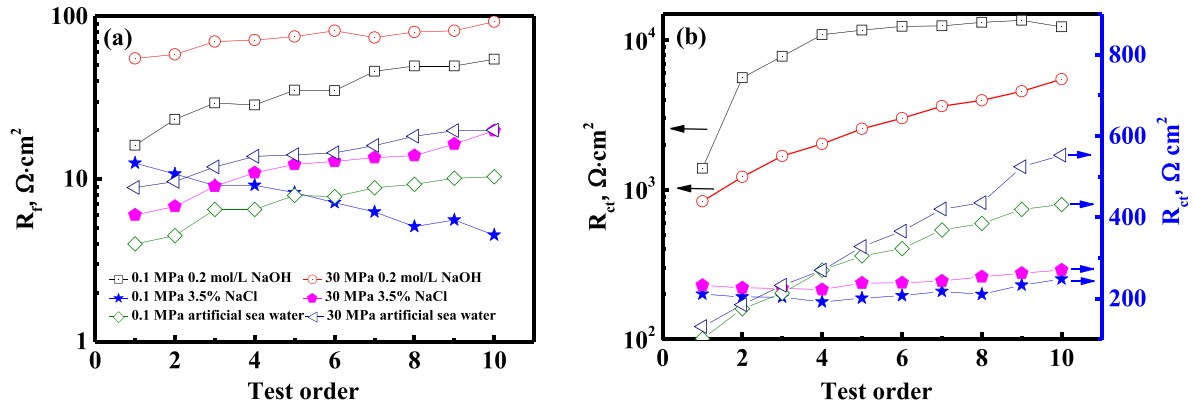 (a)
R_f, Ω·cm²
100
10
1
0.1 MPa 0.2 mol/L NaOH
30 MPa 0.2 mol/L NaOH
0.1 MPa 3.5% NaCl
30 MPa 3.5% NaCl
0.1 MPa artificial sea water
30 MPa artificial sea water
0 2 4 6 8 10
Test order
(b)
R_ct, Ω·cm²
10⁴
10³
10²
0 2 4 6 8 10
Test order
800
600
400
200
R_ct, Ω cm²